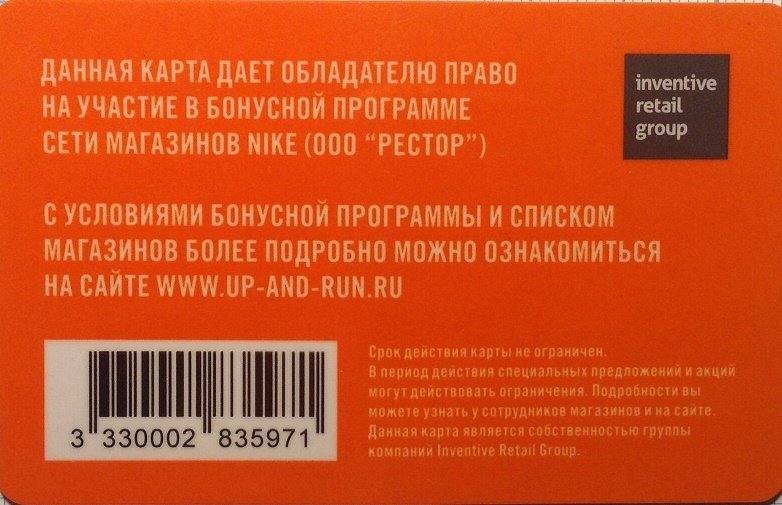 ДАННАЯ КАРТА ДАЕТ ОБЛАДАТЕЛЮ ПРАВО
НА УЧАСТИЕ В БОНУСНОЙ ПРОГРАММЕ
СЕТИ МАГАЗИНОВ NIKE (ООО “РЕСТОР”)
inventive
retail
group
С УСЛОВИЯМИ БОНУСНОЙ ПРОГРАММЫ И СПИСКОМ
МАГАЗИНОВ БОЛЕЕ ПОДРОБНО МОЖНО ОЗНАКОМИТЬСЯ
НА САЙТЕ WWW.UP-AND-RUN.RU
3 330002 835971
Срок действия карты не ограничен.
В период действия специальных предложений и акций
могут действовать ограничения. Подробности вы
можете узнать у сотрудников магазинов и на сайте.
Данная карта является собственностью группы
компаний Inventive Retail Group.